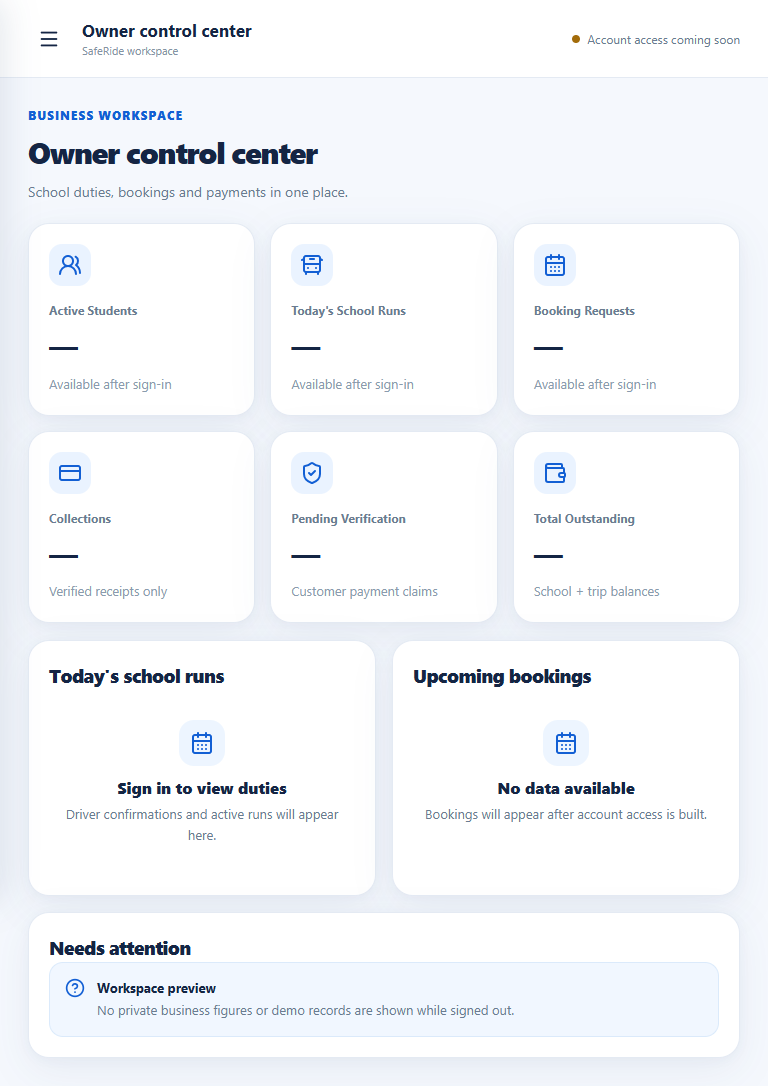 Owner control center
SafeRide workspace
Account access coming soon
BUSINESS WORKSPACE
Owner control center
School duties, bookings and payments in one place.
Active Students
—
Available after sign-in
Today's School Runs
—
Available after sign-in
Booking Requests
—
Available after sign-in
Collections
—
Verified receipts only
Pending Verification
—
Customer payment claims
Total Outstanding
—
School + trip balances
Today's school runs
Sign in to view duties
Driver confirmations and active runs will appear
here.
Upcoming bookings
No data available
Bookings will appear after account access is built.
Needs attention
Workspace preview
No private business figures or demo records are shown while signed out.